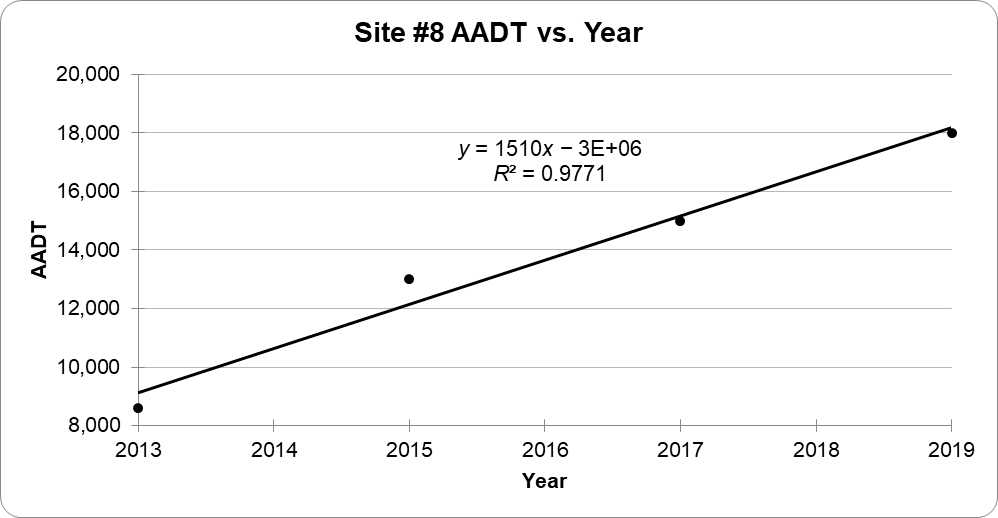 Site #8 AADT vs. Year
20,000
18,000
y = 1510x − 3E+06
R² = 0.9771
16,000
14,000
AADT
12,000
10,000
8,000
2013 2014 2015 2016 2017 2018 2019
Year